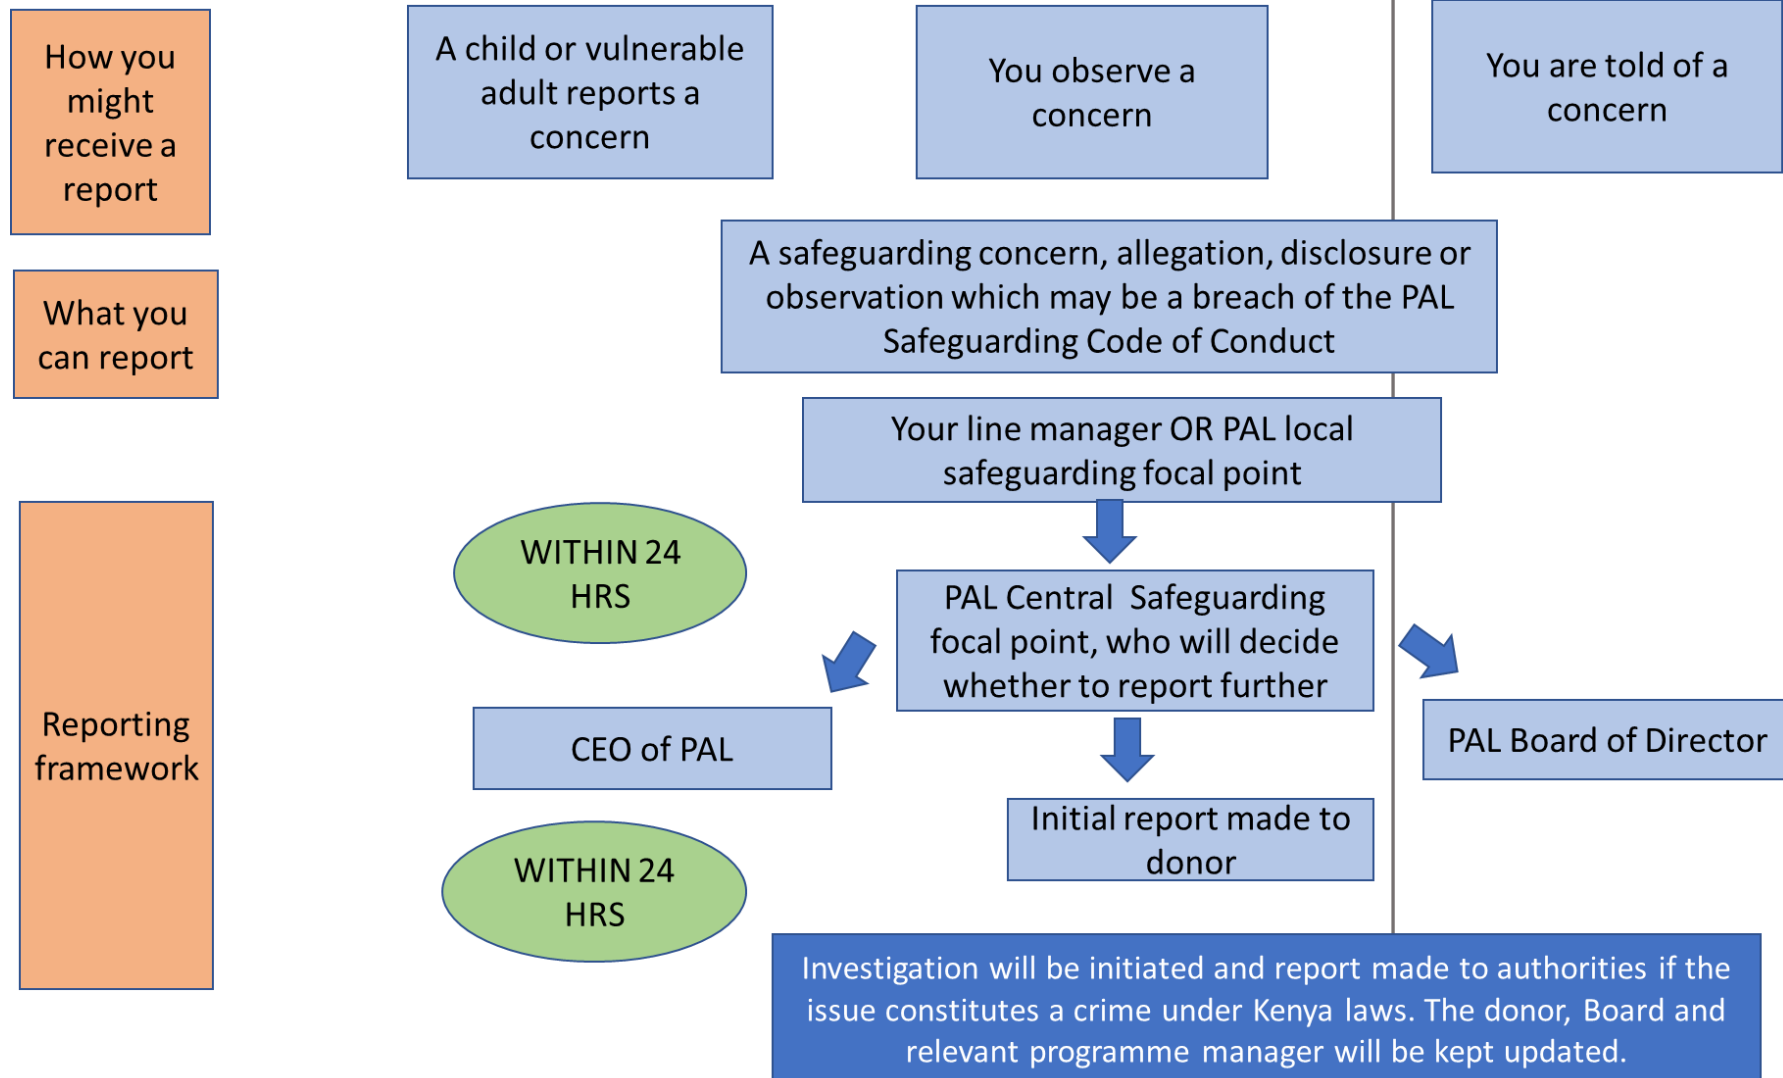 How you
might
receive a
report
A child or vulnerable
adult reports a
concern
You observe a
concern
You are told of a
concern
What you
can report
A safeguarding concern, allegation, disclosure or
observation which may be a breach of the PAL
Safeguarding Code of Conduct
Your line manager OR PAL local
safeguarding focal point
Reporting
framework
WITHIN 24
HRS
PAL Central Safeguarding
focal point, who will decide
whether to report further
CEO of PAL
PAL Board of Director
Initial report made to
donor
WITHIN 24
HRS
Investigation will be initiated and report made to authorities if the
issue constitutes a crime under Kenya laws. The donor, Board and
relevant programme manager will be kept updated.